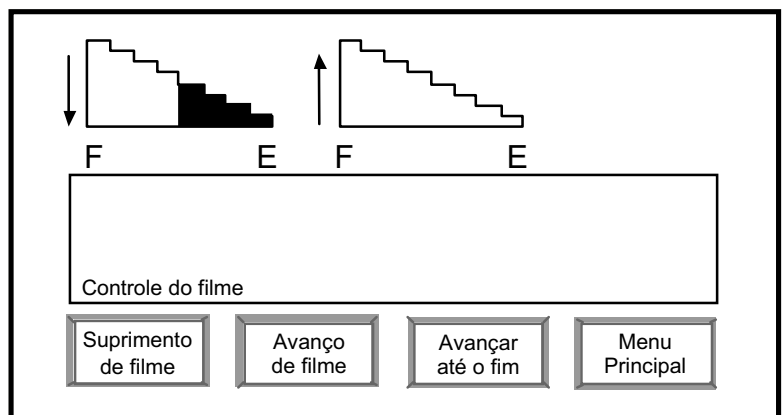 F E F E
Controle do filme
Suprimento
de filme
Avanço
de filme
Avançar
até o fim
Menu
Principal